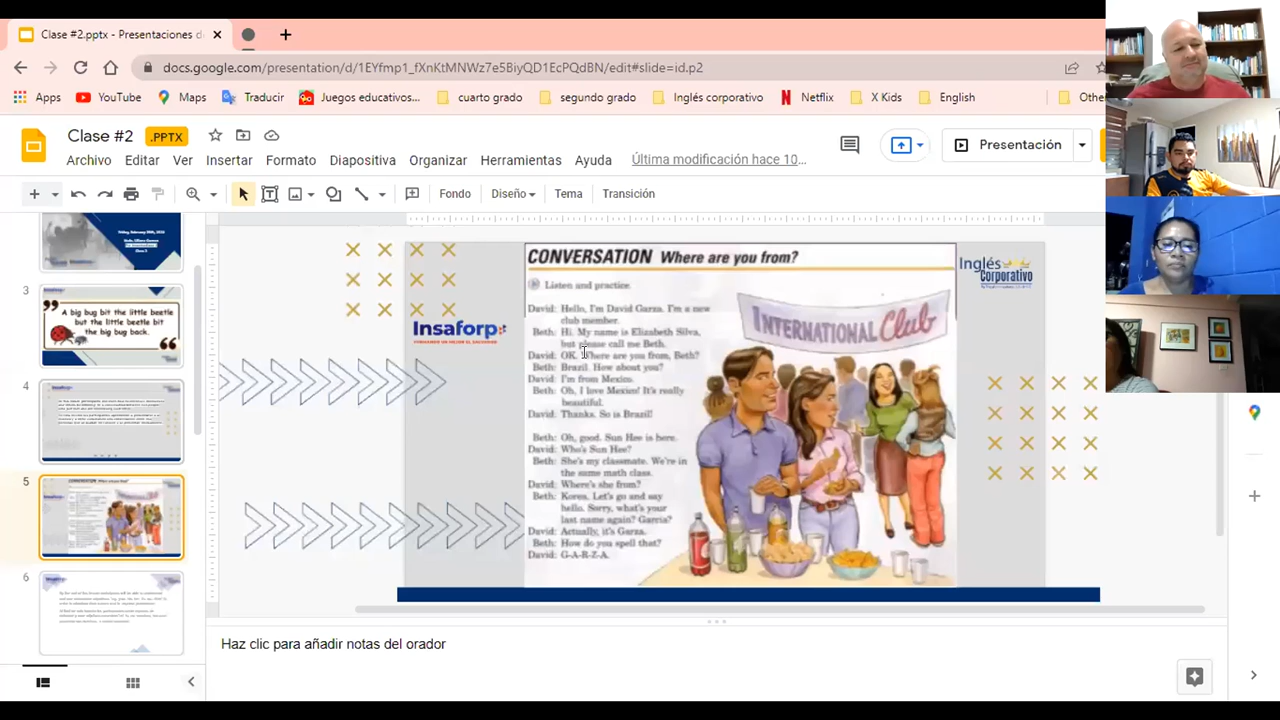 Clase #2.pptx - Presentaciones d
docs.google.com/presentation/d/1EYfmp1_fXnKtMNWz7e5BiyQD1EcPQdBN/edit#slide=id.p2
Apps YouTube Maps Traducir Juegos educativos... cuarto grado segundo grado Inglés corporativo Netflix X Kids English Othe
Clase #2 .PPTX
Archivo Editar Ver Insertar Formato Diapositiva Organizar Herramientas Ayuda Última modificación hace 10...
Presentación
Fondo Diseño Tema Transición
3
A big bug bit the little beetle
but the little beetle bit
the big bug back.
4
5
6
CONVERSATION Where are you from?
Listen and practice.
David: Hello, I'm David Garza. I'm a new
club member.
Beth: Hi. My name is Elizabeth Silva,
but please call me Beth.
David: OK. Where are you from, Beth?
Beth: Brazil. How about you?
David: I'm from Mexico.
Beth: Oh, I love Mexico! It's really
beautiful.
David: Thanks. So is Brazil!
Beth: Oh, good. Sun Hee is here.
David: Who's Sun Hee?
Beth: She's my classmate. We're in
the same math class.
David: Where's she from?
Beth: Korea. Let's go and say
hello. Sorry, what's your
last name again? Garcia?
David: Actually, it's Garza.
Beth: How do you spell that?
David: G-A-R-Z-A.
INTERNATIONAL Club
Insaforp
Inglés
Corporativo
Haz clic para añadir notas del orador